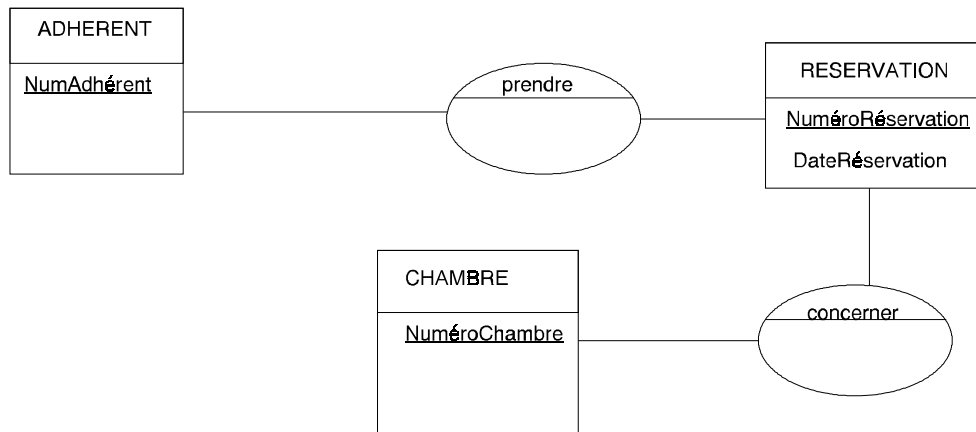 ADHERENT
NumAdhérent
prendre
RESERVATION
NuméroRéservation
DateRéservation
CHAMBRE
NuméroChambre
concerner